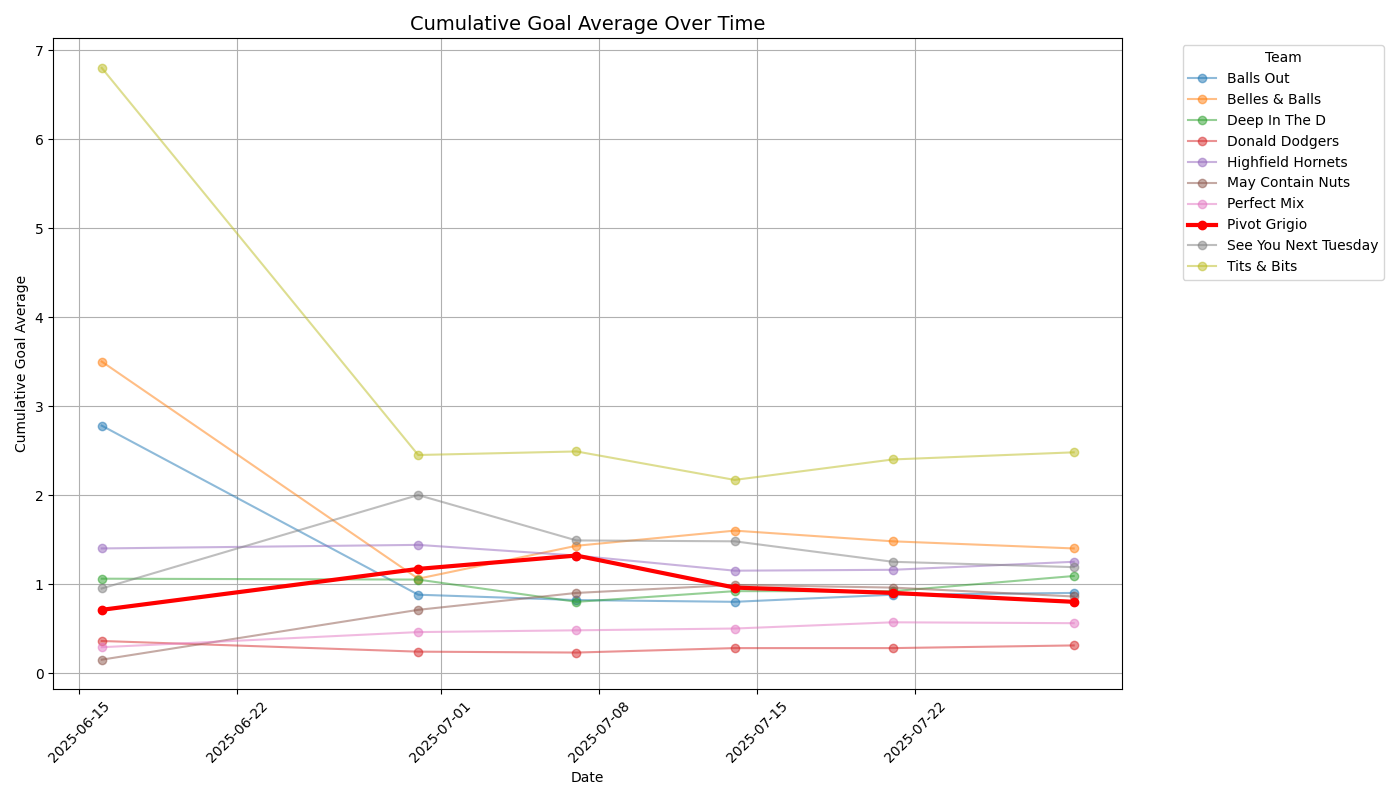 Cumulative Goal Average Over Time
Cumulative Goal Average
7
6
5
4
3
2
1
0
2025-06-15
2025-06-22
2025-07-01
2025-07-08
2025-07-15
2025-07-22
Date
Team
Balls Out
Belles & Balls
Deep In The D
Donald Dodgers
Highfield Hornets
May Contain Nuts
Perfect Mix
Pivot Grigio
See You Next Tuesday
Tits & Bits